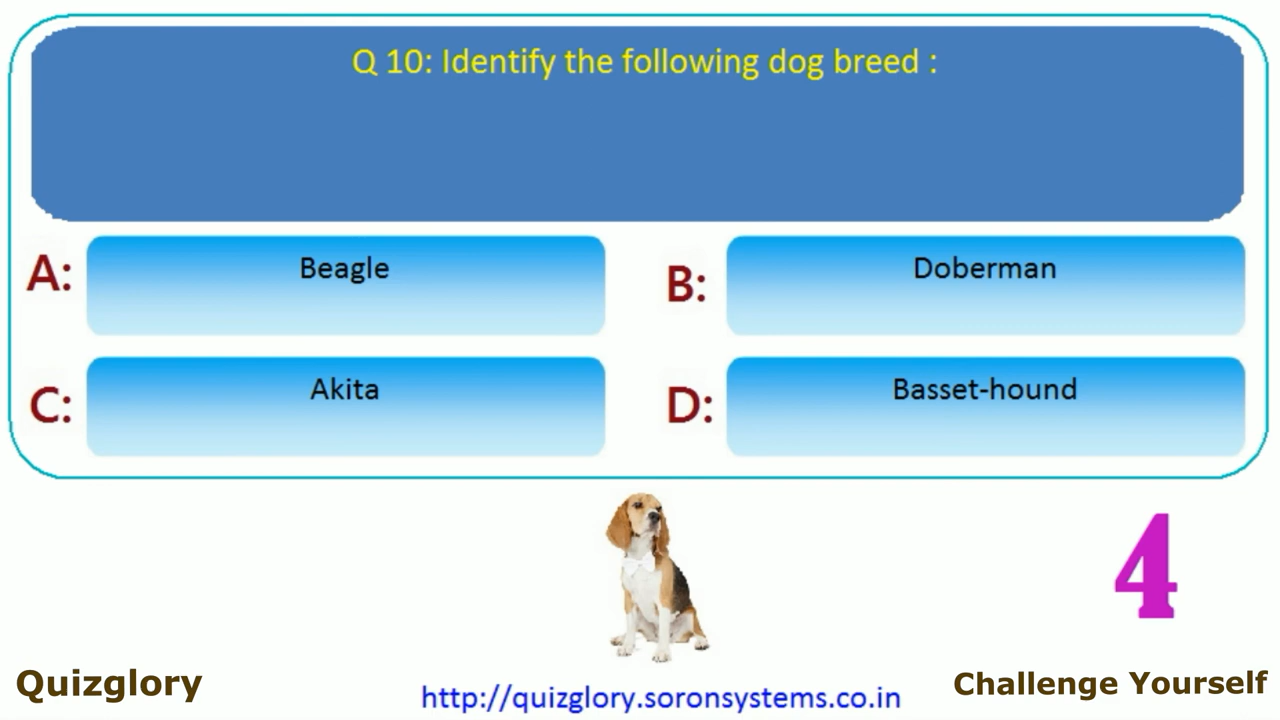 Q 10: Identify the following dog breed :
A: Beagle
B: Doberman
C: Akita
D: Basset-hound
4
Quizglory
http://quizglory.soronsystems.co.in
Challenge Yourself